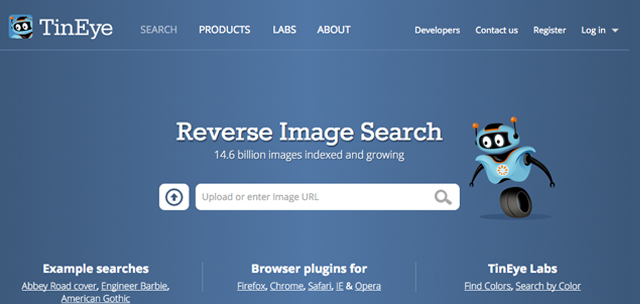 TinEye SEARCH PRODUCTS LABS ABOUT Developers Contact us Register Log in
Reverse Image Search
14.6 billion images indexed and growing
Upload or enter Image URL
Example searches
Abbey Road cover, Engineer Barbie,
American Gothic
Browser plugins for
Firefox, Chrome, Safari, IE & Opera
TinEye Labs
Find Colors, Search by Color